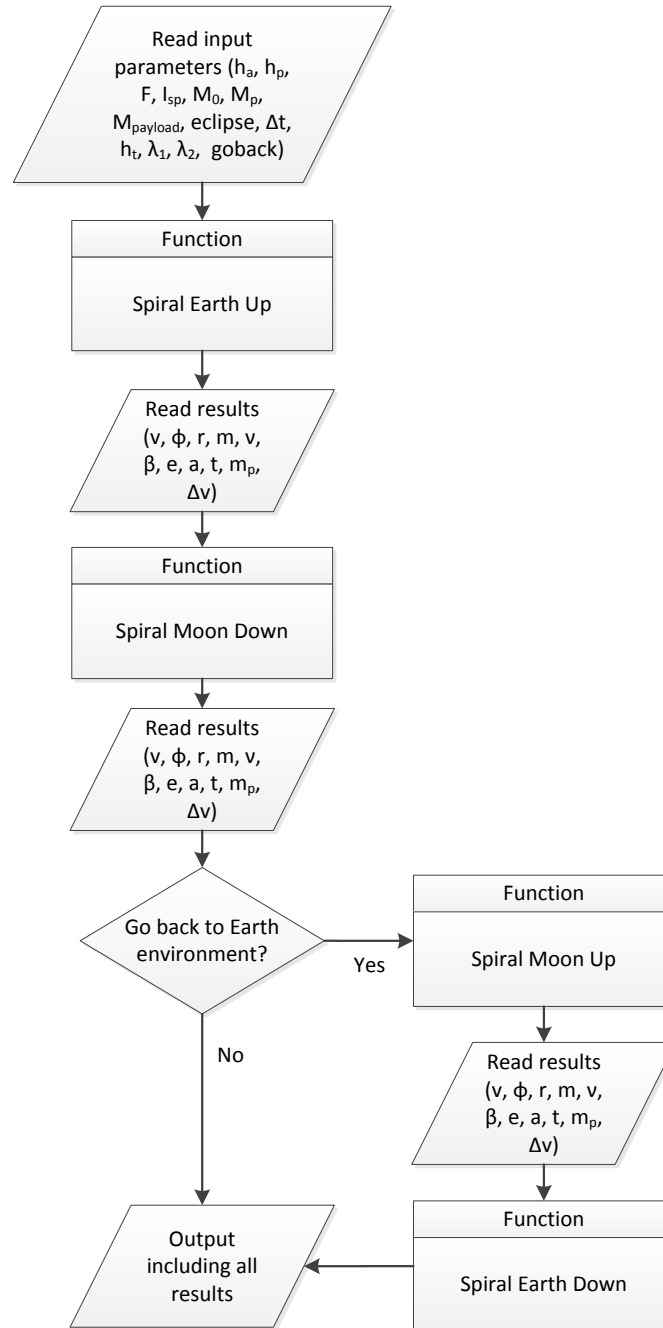 Read input
parameters (hₐ, hₚ,
F, Iₛₚ, M₀, Mₚ,
Mₚₐᵧₗₒₐd, eclipse, Δt,
hₜ, λ₁, λ₂, goback)
Function
Spiral Earth Up
Read results
(v, ϕ, r, m, ν,
β, e, a, t, mₚ,
Δv)
Function
Spiral Moon Down
Read results
(v, ϕ, r, m, ν,
β, e, a, t, mₚ,
Δv)
Go back to Earth
environment?
Yes
No
Function
Spiral Moon Up
Read results
(v, ϕ, r, m, ν,
β, e, a, t, mₚ,
Δv)
Function
Spiral Earth Down
Output
including all
results